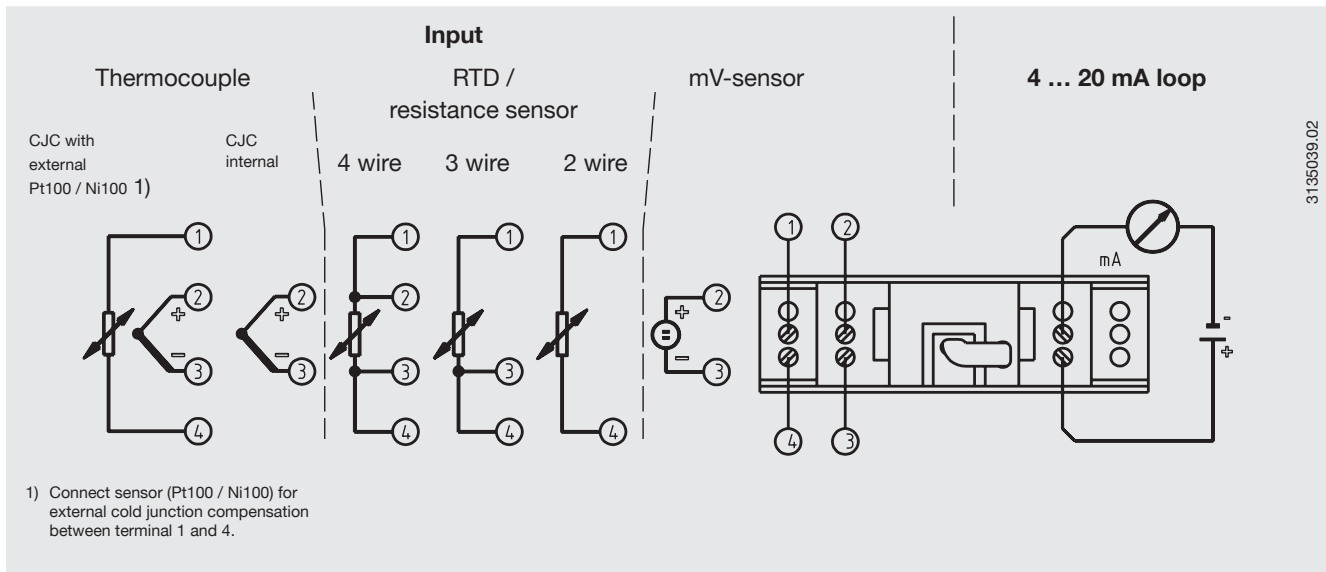 Input
Thermocouple
RTD /
resistance sensor
mV-sensor
4 … 20 mA loop
CJC with
external
Pt100 / Ni100 1)
CJC
internal
4 wire
3 wire
2 wire
3135039.02
1
2
+
−
3
4
2
+
−
3
1
2
3
4
1
3
4
1
4
2
+
=
−
3
1
2
4
3
mA
-
+
1) Connect sensor (Pt100 / Ni100) for
external cold junction compensation
between terminal 1 and 4.